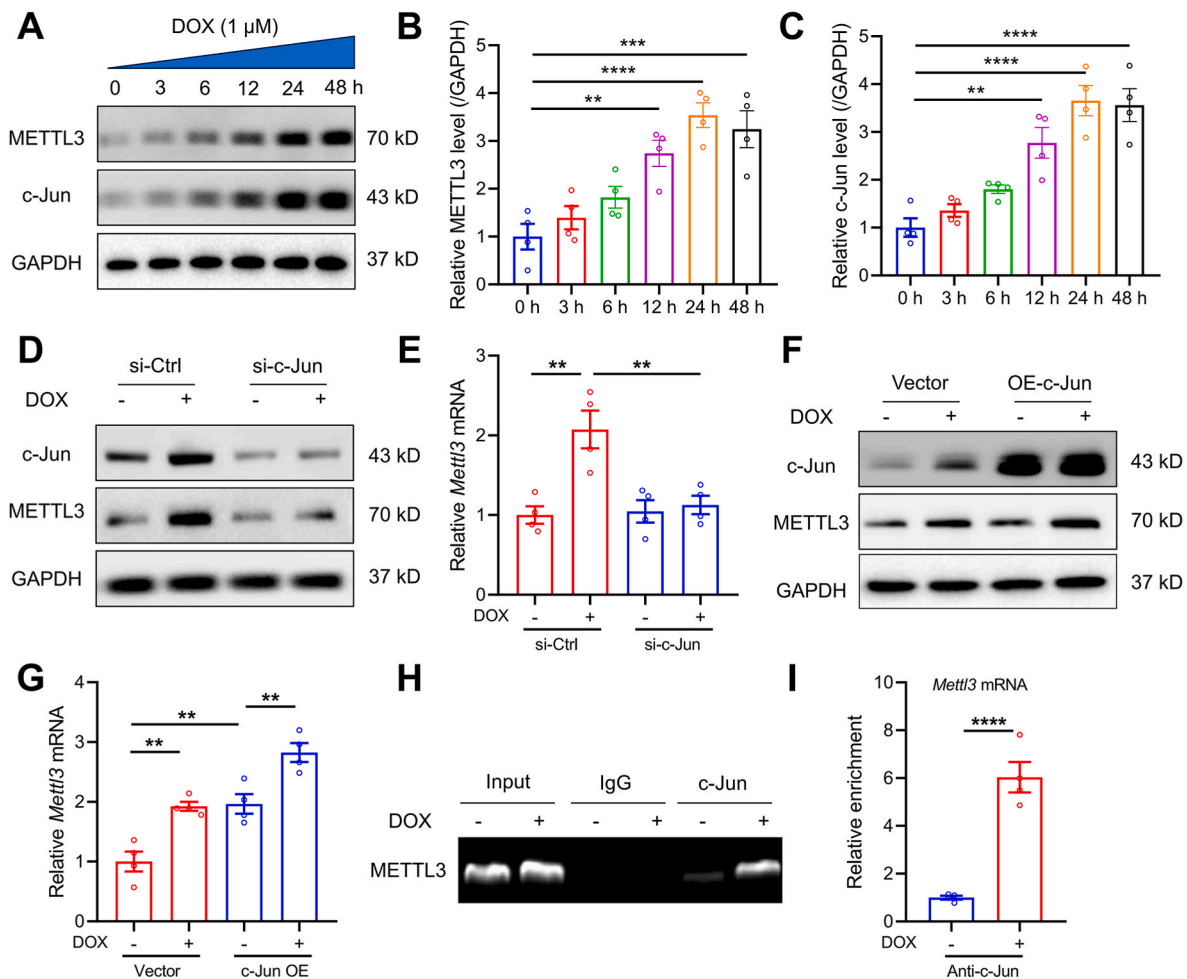 A
DOX (1 µM)
0 3 6 12 24 48 h
METTL3 70 kD
c-Jun 43 kD
GAPDH 37 kD
B
Relative METTL3 level (/GAPDH)
5
4
3
2
1
0
***
****
**
0 h 3 h 6 h 12 h 24 h 48 h
C
Relative c-Jun level (/GAPDH)
5
4
3
2
1
0
****
****
**
0 h 3 h 6 h 12 h 24 h 48 h
D
si-Ctrl si-c-Jun
DOX - + - +
c-Jun 43 kD
METTL3 70 kD
GAPDH 37 kD
E
Relative Mettl3 mRNA
3
2
1
0
** **
DOX - + - +
si-Ctrl si-c-Jun
F
Vector OE-c-Jun
DOX - + - +
c-Jun 43 kD
METTL3 70 kD
GAPDH 37 kD
G
Relative Mettl3 mRNA
4
3
2
1
0
** **
**
DOX - + - +
Vector c-Jun OE
H
Input IgG c-Jun
DOX - + - + - +
METTL3
I
Relative enrichment
10
8
6
4
2
0
Mettl3 mRNA
****
DOX - +
Anti-c-Jun